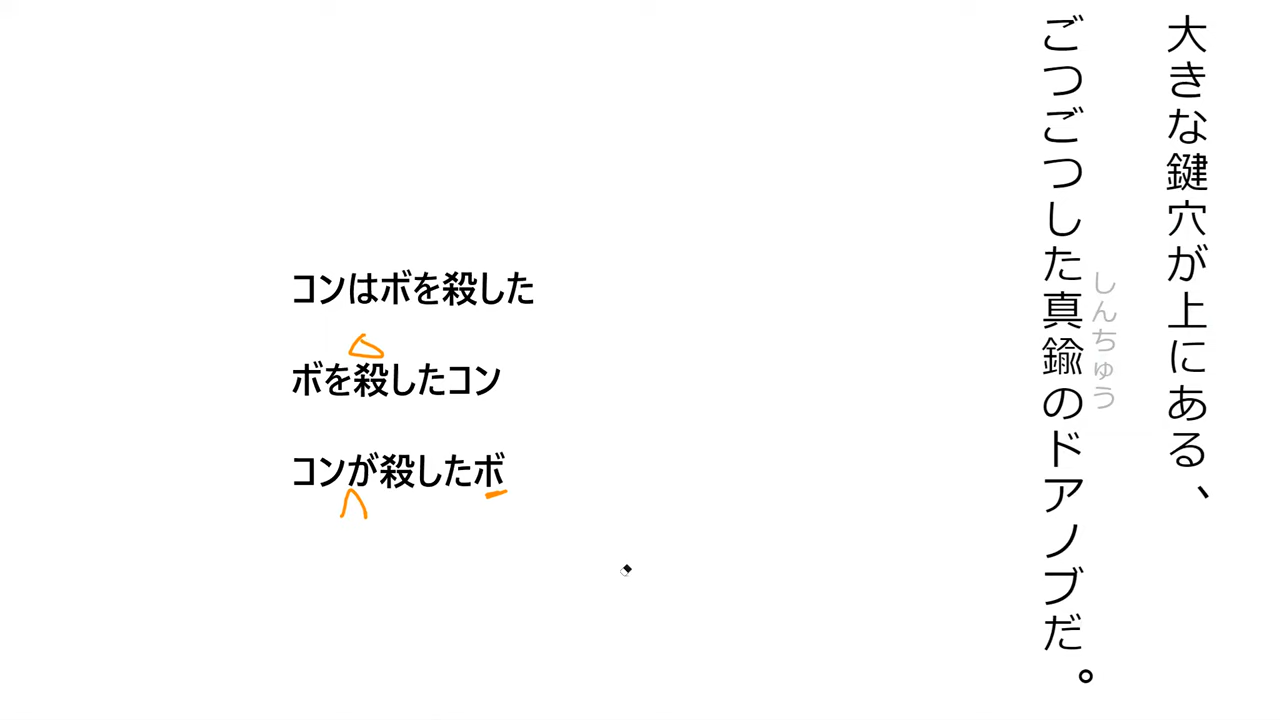 大きな鍵穴が上にある、
ごつごつした真鍮のドアノブだ。
しんちゅう
コンはボを殺した
ボを殺したコン
コンが殺したボ